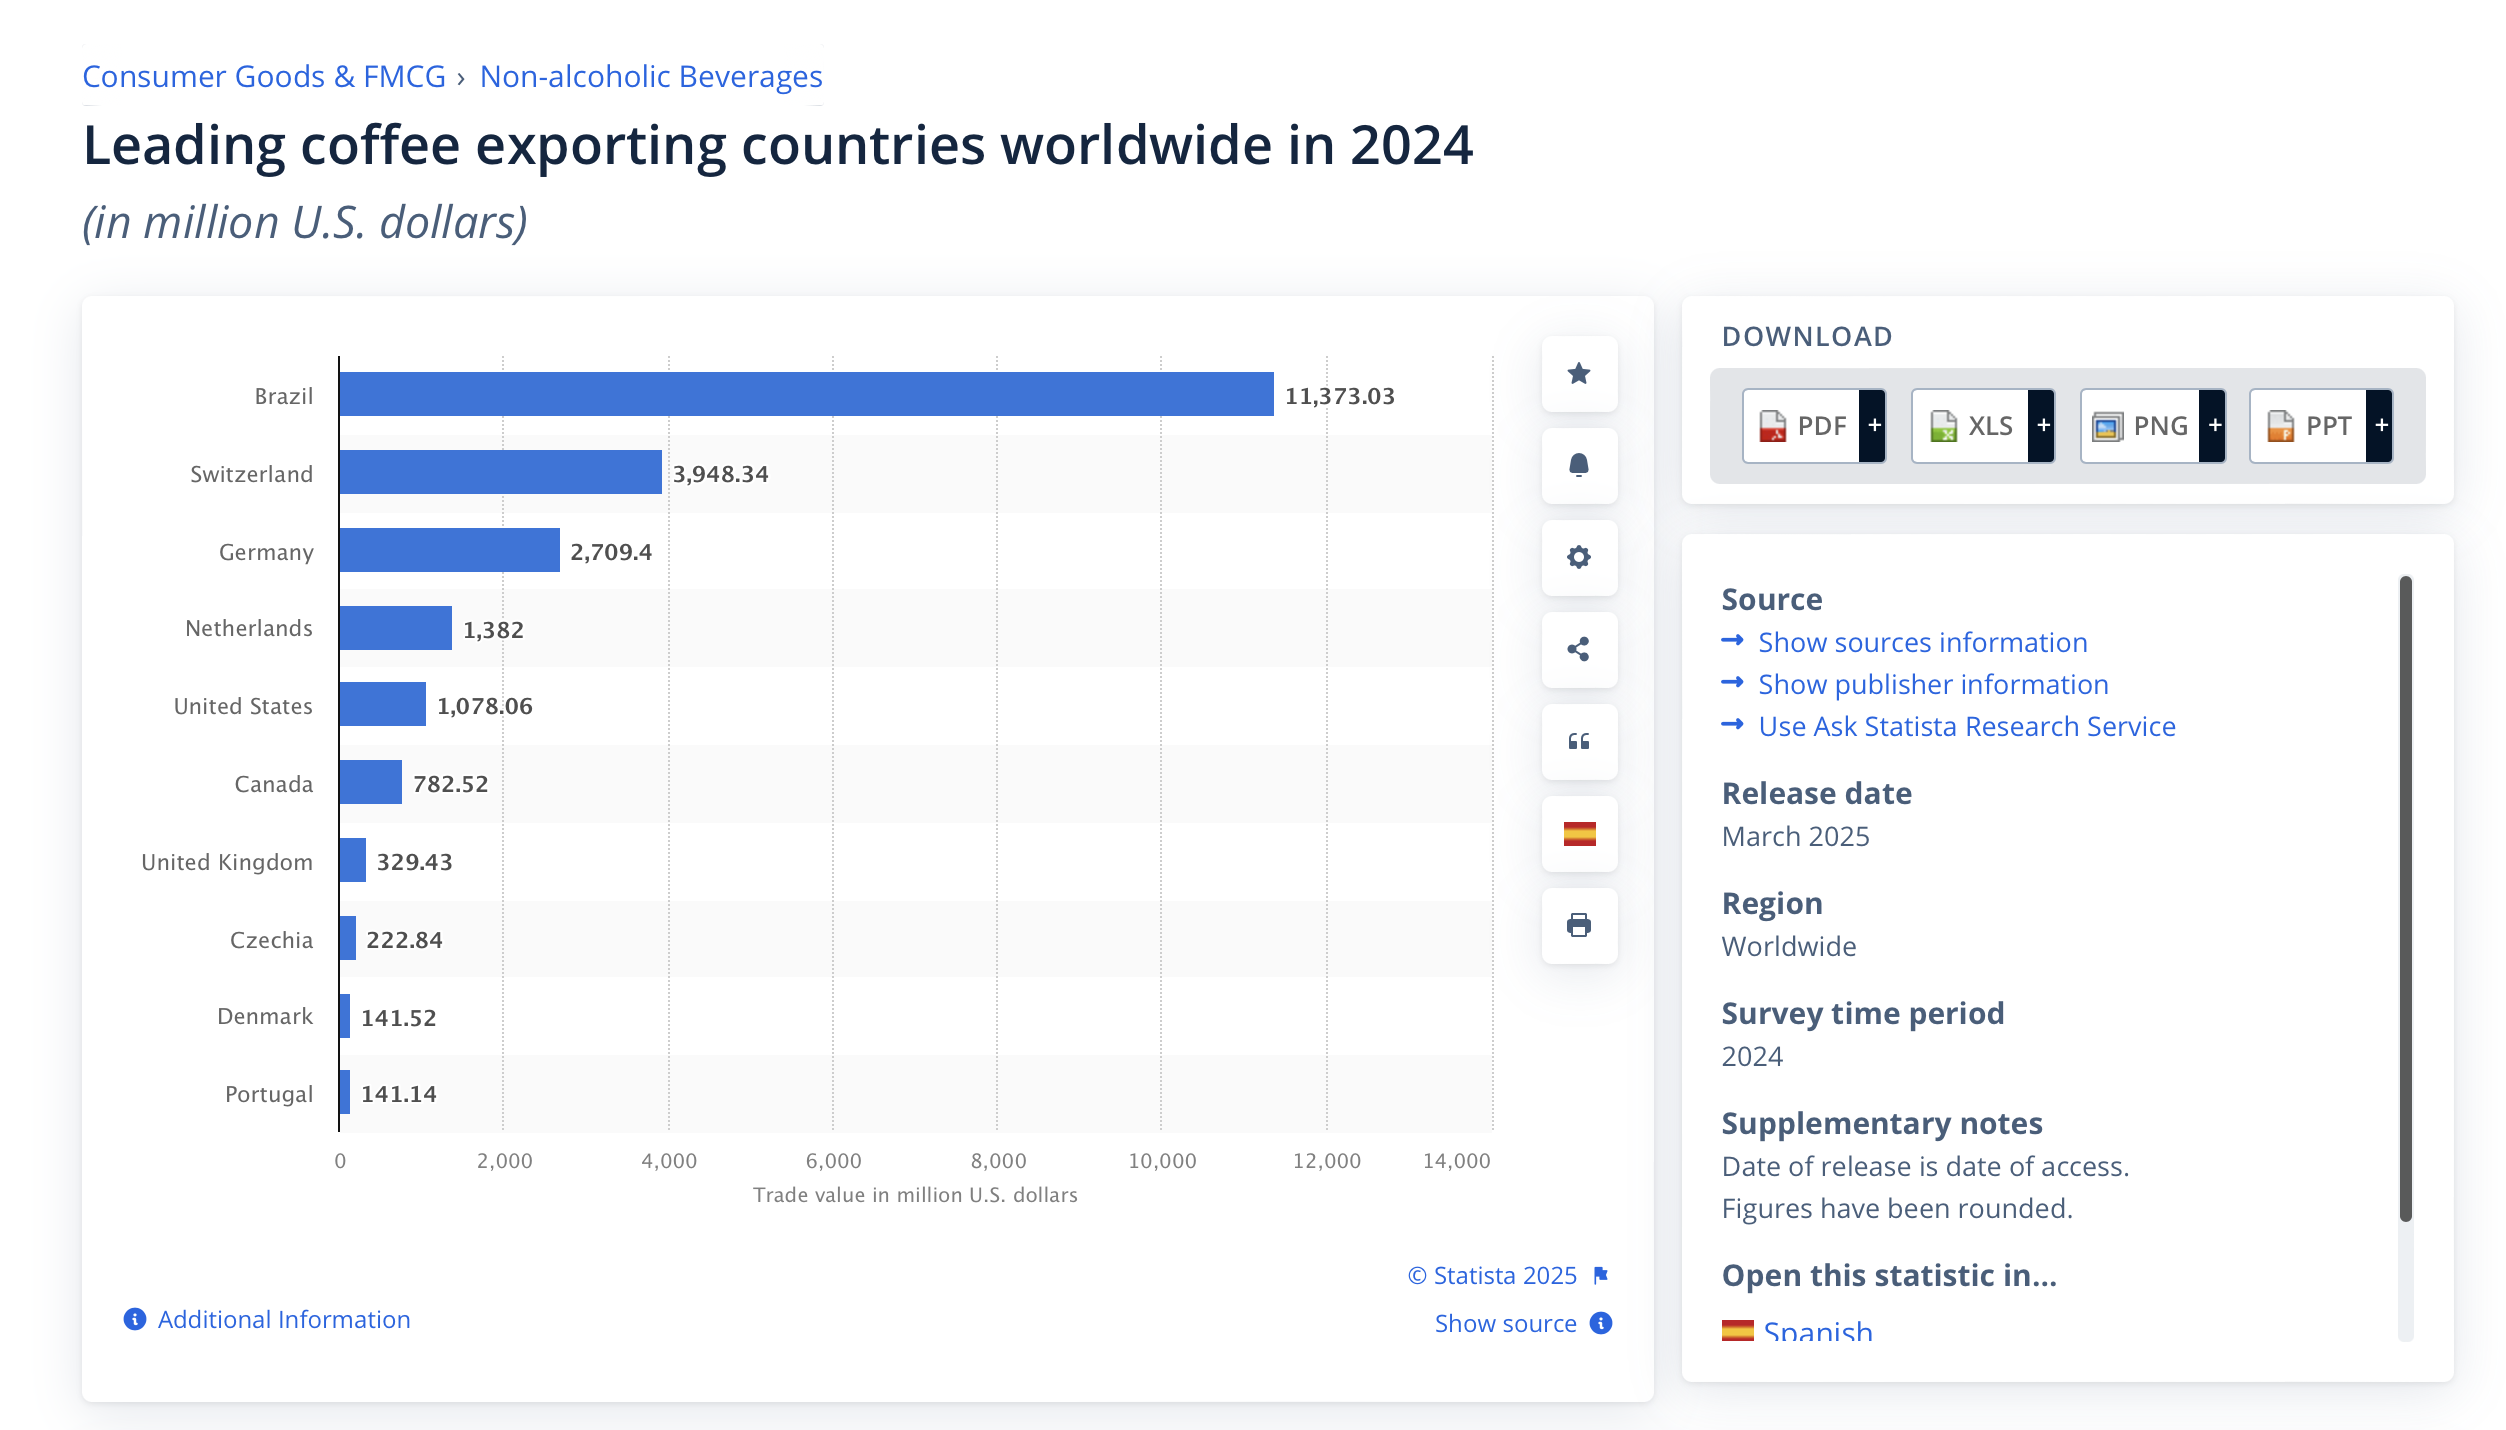 Consumer Goods & FMCG › Non-alcoholic Beverages
Leading coffee exporting countries worldwide in 2024
(in million U.S. dollars)
Brazil 11,373.03
Switzerland 3,948.34
Germany 2,709.4
Netherlands 1,382
United States 1,078.06
Canada 782.52
United Kingdom 329.43
Czechia 222.84
Denmark 141.52
Portugal 141.14
0 2,000 4,000 6,000 8,000 10,000 12,000 14,000
Trade value in million U.S. dollars
© Statista 2025
Additional Information
Show source
DOWNLOAD
PDF + XLS + PNG + PPT +
Source
Show sources information
Show publisher information
Use Ask Statista Research Service
Release date
March 2025
Region
Worldwide
Survey time period
2024
Supplementary notes
Date of release is date of access.
Figures have been rounded.
Open this statistic in...
Spanish